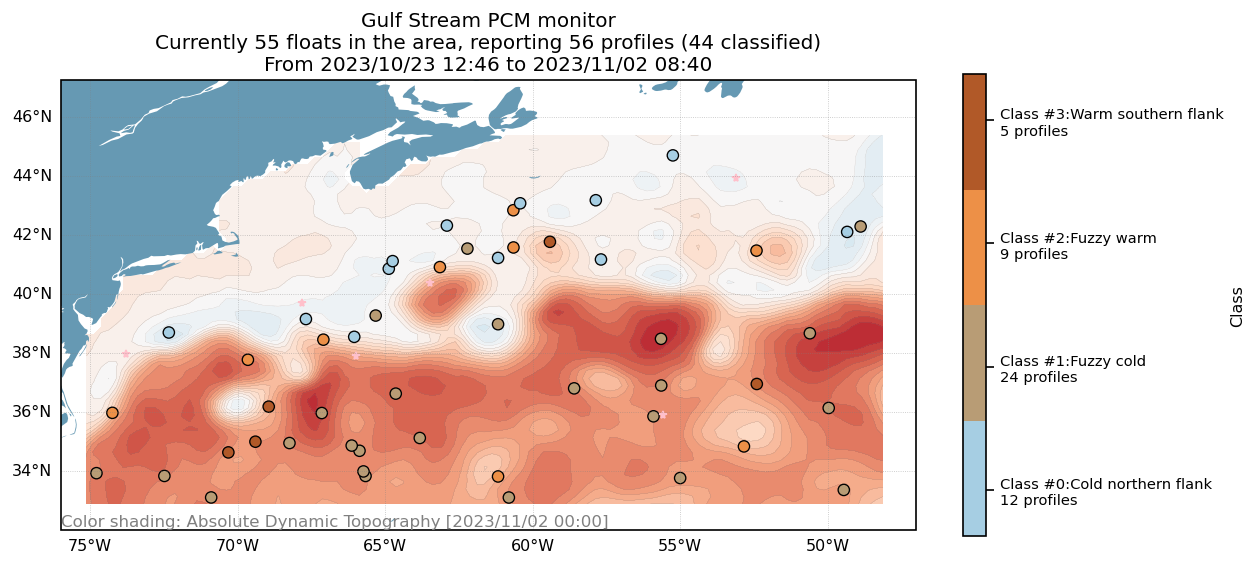 Gulf Stream PCM monitor
Currently 55 floats in the area, reporting 56 profiles (44 classified)
From 2023/10/23 12:46 to 2023/11/02 08:40
46°N
44°N
42°N
40°N
38°N
36°N
34°N
Color shading: Absolute Dynamic Topography [2023/11/02 00:00]
75°W
70°W
65°W
60°W
55°W
50°W
Class #3:Warm southern flank
5 profiles
Class #2:Fuzzy warm
9 profiles
Class #1:Fuzzy cold
24 profiles
Class #0:Cold northern flank
12 profiles
Class